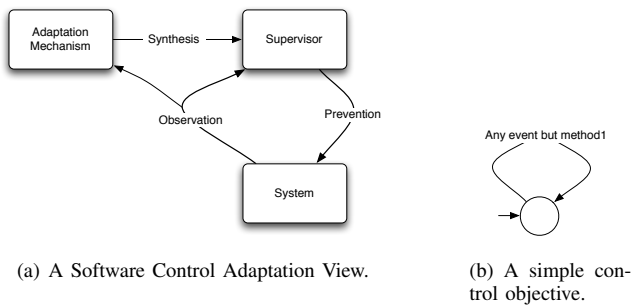 Adaptation
Mechanism
Synthesis
Supervisor
Observation
Prevention
System
Any event but method1
(a) A Software Control Adaptation View.
(b) A simple con-
trol objective.